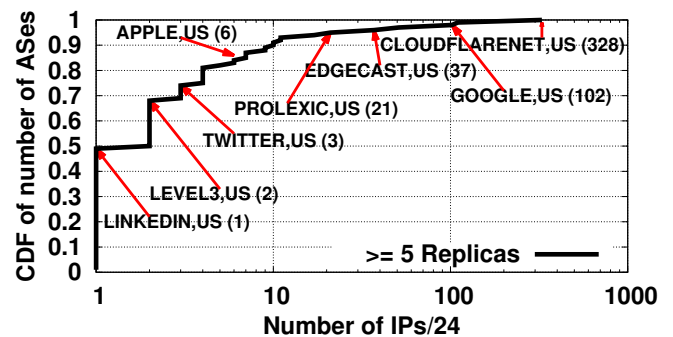 CDF of number of ASes
1
0.9
0.8
0.7
0.6
0.5
0.4
0.3
0.2
0.1
0
APPLE,US (6)
CLOUDFLARENET,US (328)
EDGECAST,US (37)
GOOGLE,US (102)
PROLEXIC,US (21)
TWITTER,US (3)
LEVEL3,US (2)
LINKEDIN,US (1)
>= 5 Replicas
1 10 100 1000
Number of IPs/24